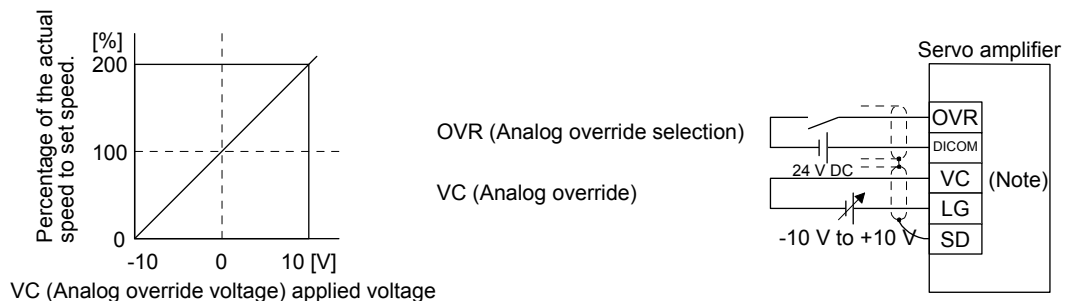 Percentage of the actual
speed to set speed.
[%]
200
100
0
-10
0
10 [V]
VC (Analog override voltage) applied voltage
Servo amplifier
OVR (Analog override selection)
24 V DC
VC (Analog override)
-10 V to +10 V
OVR
DICOM
VC
LG
SD
(Note)